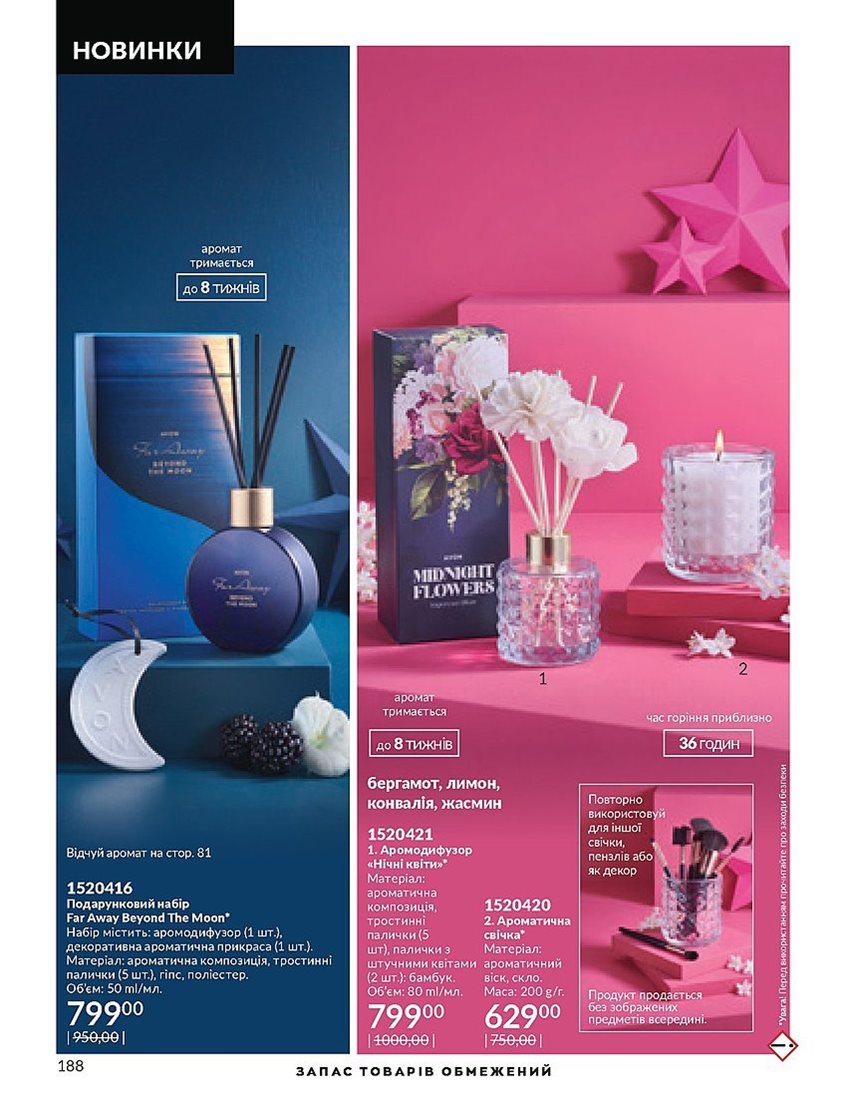 НОВИНКИ
аромат
тримається
до 8 тижнів
AVON
Far Away
BEYOND
THE MOON
AVON
Far Away
BEYOND
THE MOON
AVON
AVON
MIDNIGHT
FLOWERS
1
2
аромат
тримається
до 8 тижнів
час горіння приблизно
36 годин
бергамот, лимон,
конвалія, жасмин
Відчуй аромат на стор. 81
1520416
Подарунковий набір
Far Away Beyond The Moon*
Набір містить: аромодифузор (1 шт.),
декоративна ароматична прикраса (1 шт.).
Матеріал: ароматична композиція, тростинні
палички (5 шт.), гіпс, поліестер.
Об'єм: 50 ml/мл.
79900
|950,00|
1520421
1. Аромодифузор
«Нічні квіти»*
Матеріал:
ароматична
композиція,
тростинні
палички (5
шт), палички з
штучними квітами
(2 шт.): бамбук.
Об'єм: 80 ml/мл.
79900
|1000,00|
1520420
2. Ароматична
свічка*
Матеріал:
ароматичний
віск, скло.
Маса: 200 g/г.
62900
|750,00|
Повторно
використовуй
для іншої
свічки,
пензлів або
як декор
Продукт продається
без зображених
предметів всередині.
*Увага! Перед використанням прочитайте про заходи безпеки
188
ЗАПАС ТОВАРІВ ОБМЕЖЕНИЙ